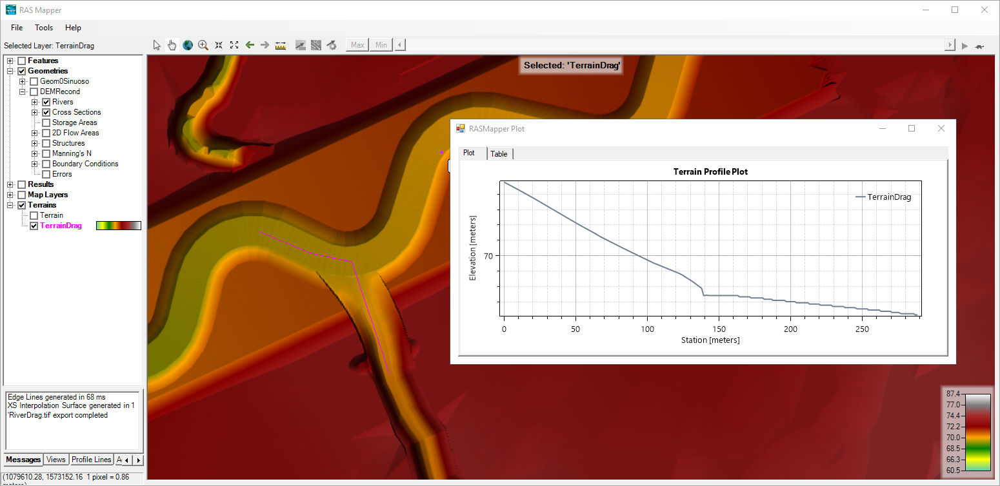 RAS Mapper
File Tools Help
Selected Layer: TerrainDrag
Max Min
Features
Geometries
Geom0Sinuoso
DEMRecond
Rivers
Cross Sections
Storage Areas
2D Flow Areas
Structures
Manning's N
Boundary Conditions
Errors
Results
Map Layers
Terrains
Terrain
TerrainDrag
Edge Lines generated in 68 ms
XS Interpolation Surface generated in 1
'RiverDrag.tif' export completed
Messages Views Profile Lines A
(1079610.28, 1573152.16 1 pixel = 0.86
meters)
Selected: 'TerrainDrag'
RASMapper Plot
Plot Table
Terrain Profile Plot
TerrainDrag
Elevation [meters]
70
0 50 100 150 200 250
Station [meters]
87.4
77.0
74.4
72.2
70.0
68.5
66.3
60.5